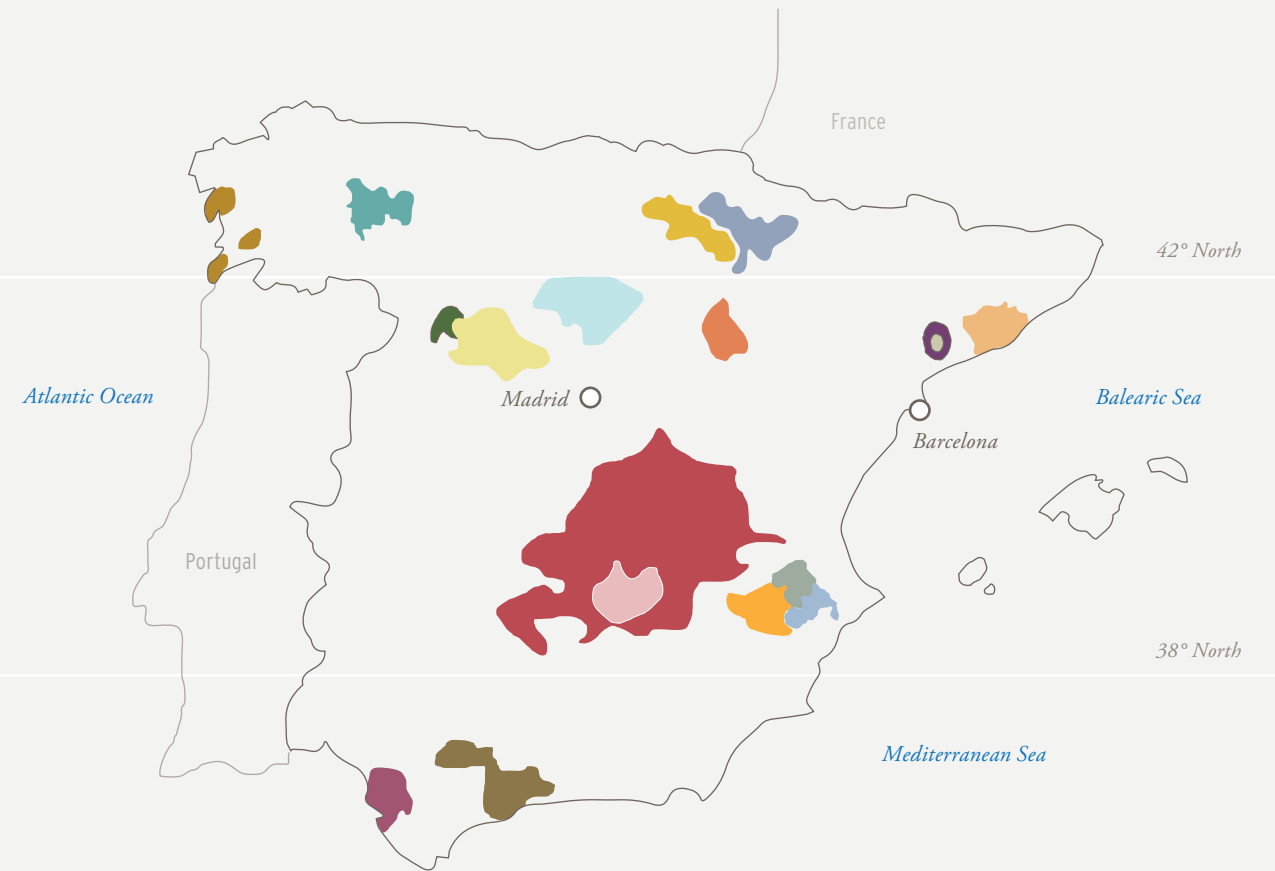 France
42° North
Atlantic Ocean
Madrid
Balearic Sea
Barcelona
Portugal
38° North
Mediterranean Sea